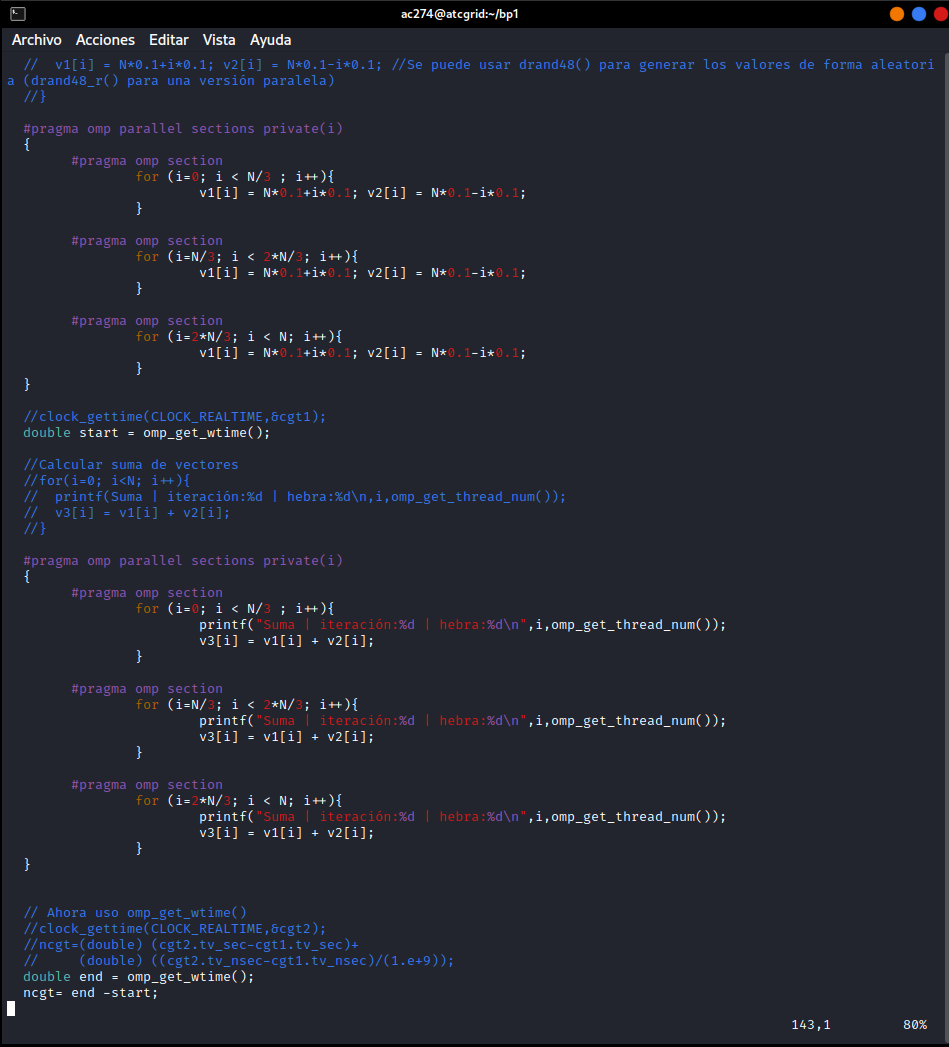 ac274@atcgrid:~/bp1
Archivo Acciones Editar Vista Ayuda
//  v1[i] = N*0.1+i*0.1; v2[i] = N*0.1-i*0.1; //Se puede usar drand48() para generar los valores de forma aleatori
a (drand48_r() para una versión paralela)
//}
#pragma omp parallel sections private(i)
{
#pragma omp section
for (i=0; i < N/3 ; i++){
v1[i] = N*0.1+i*0.1; v2[i] = N*0.1-i*0.1;
}
#pragma omp section
for (i=N/3; i < 2*N/3; i++){
v1[i] = N*0.1+i*0.1; v2[i] = N*0.1-i*0.1;
}
#pragma omp section
for (i=2*N/3; i < N; i++){
v1[i] = N*0.1+i*0.1; v2[i] = N*0.1-i*0.1;
}
}
//clock_gettime(CLOCK_REALTIME,&cgt1);
double start = omp_get_wtime();
//Calcular suma de vectores
//for(i=0; i<N; i++){
//  printf(Suma | iteración:%d | hebra:%d\n,i,omp_get_thread_num());
//  v3[i] = v1[i] + v2[i];
//}
#pragma omp parallel sections private(i)
{
#pragma omp section
for (i=0; i < N/3 ; i++){
printf("Suma | iteración:%d | hebra:%d\n",i,omp_get_thread_num());
v3[i] = v1[i] + v2[i];
}
#pragma omp section
for (i=N/3; i < 2*N/3; i++){
printf("Suma | iteración:%d | hebra:%d\n",i,omp_get_thread_num());
v3[i] = v1[i] + v2[i];
}
#pragma omp section
for (i=2*N/3; i < N; i++){
printf("Suma | iteración:%d | hebra:%d\n",i,omp_get_thread_num());
v3[i] = v1[i] + v2[i];
}
}
// Ahora uso omp_get_wtime()
//clock_gettime(CLOCK_REALTIME,&cgt2);
//ncgt=(double) (cgt2.tv_sec-cgt1.tv_sec)+
//     (double) ((cgt2.tv_nsec-cgt1.tv_nsec)/(1.e+9));
double end = omp_get_wtime();
ncgt= end -start;
143,1 80%